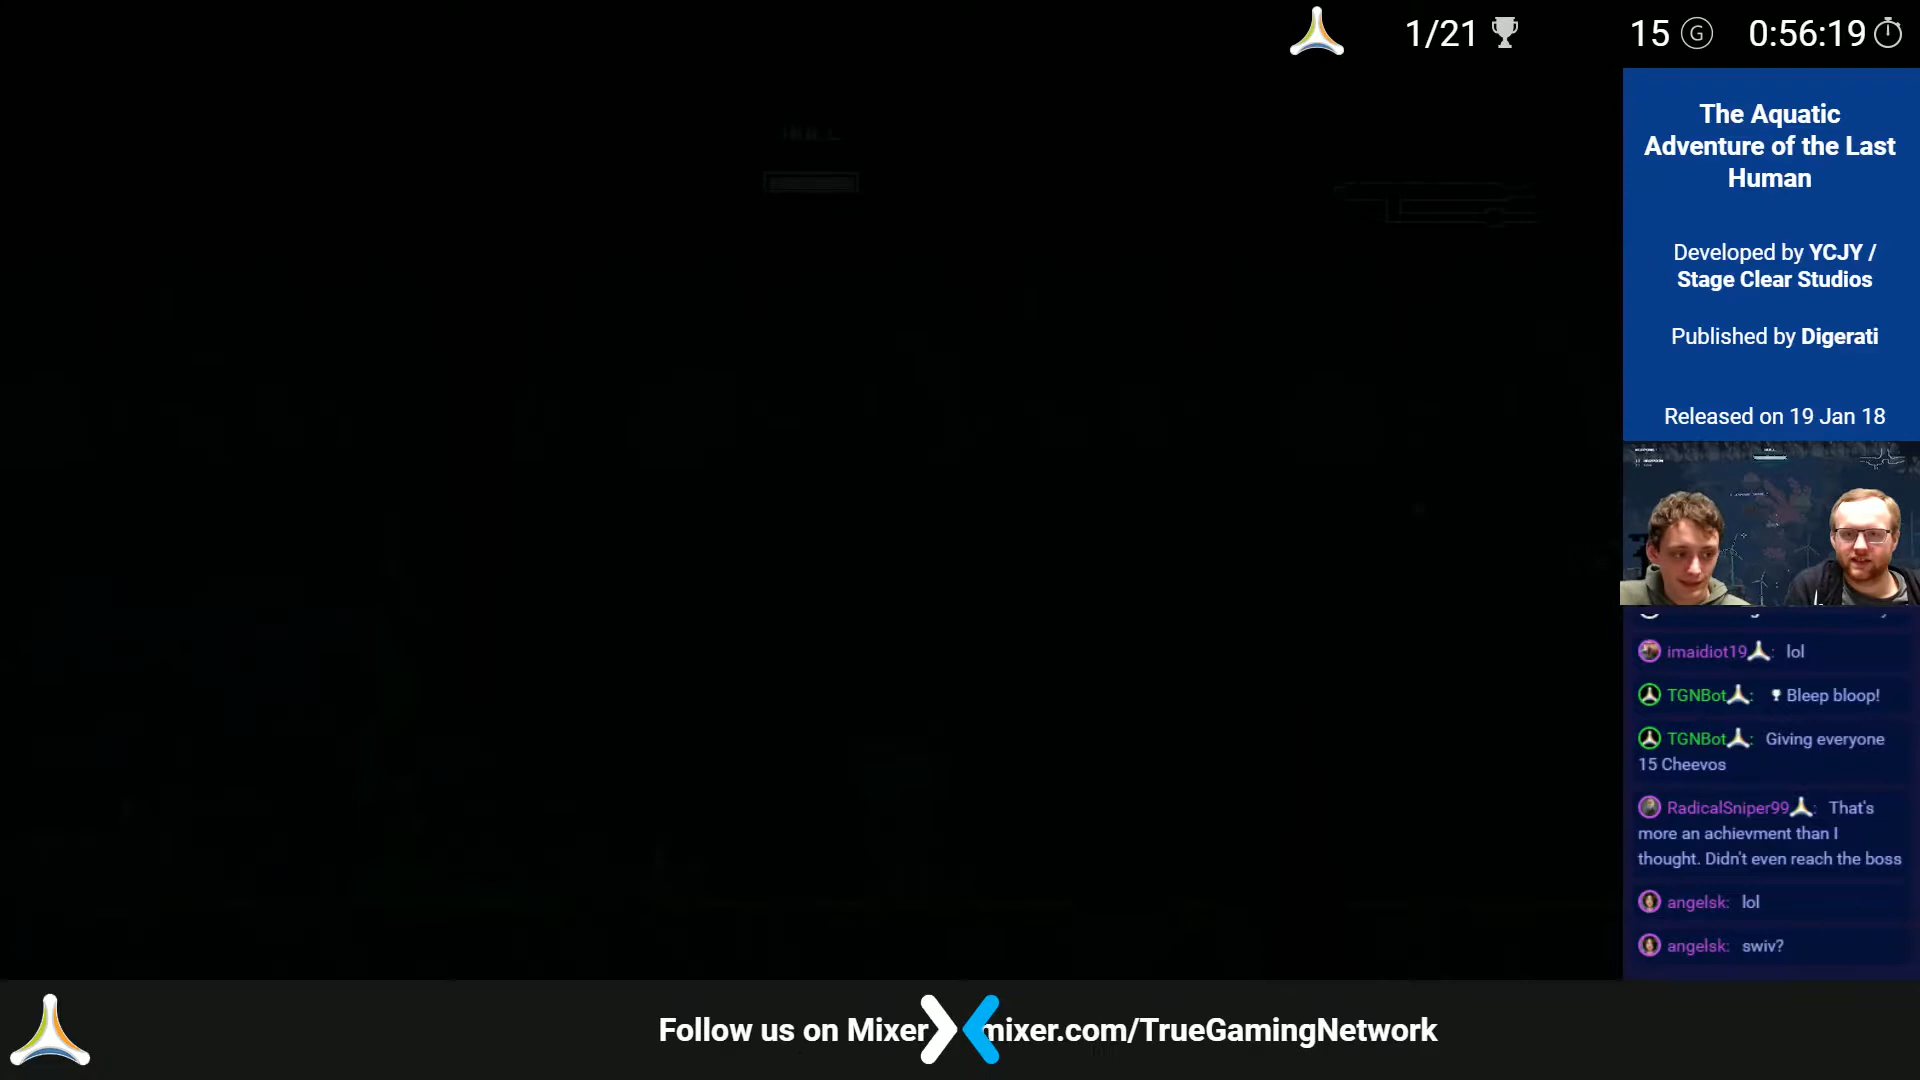 1/21
15 G 0:56:19
The Aquatic
Adventure of the Last
Human
Developed by YCJY /
Stage Clear Studios
Published by Digerati
Released on 19 Jan 18
imaidiot19: lol
TGNBot: Bleep bloop!
TGNBot: Giving everyone
15 Cheevos
RadicalSniper99: That's
more an achievment than I
thought. Didn't even reach the boss
angelsk: lol
angelsk: swiv?
Follow us on Mixer mixer.com/TrueGamingNetwork